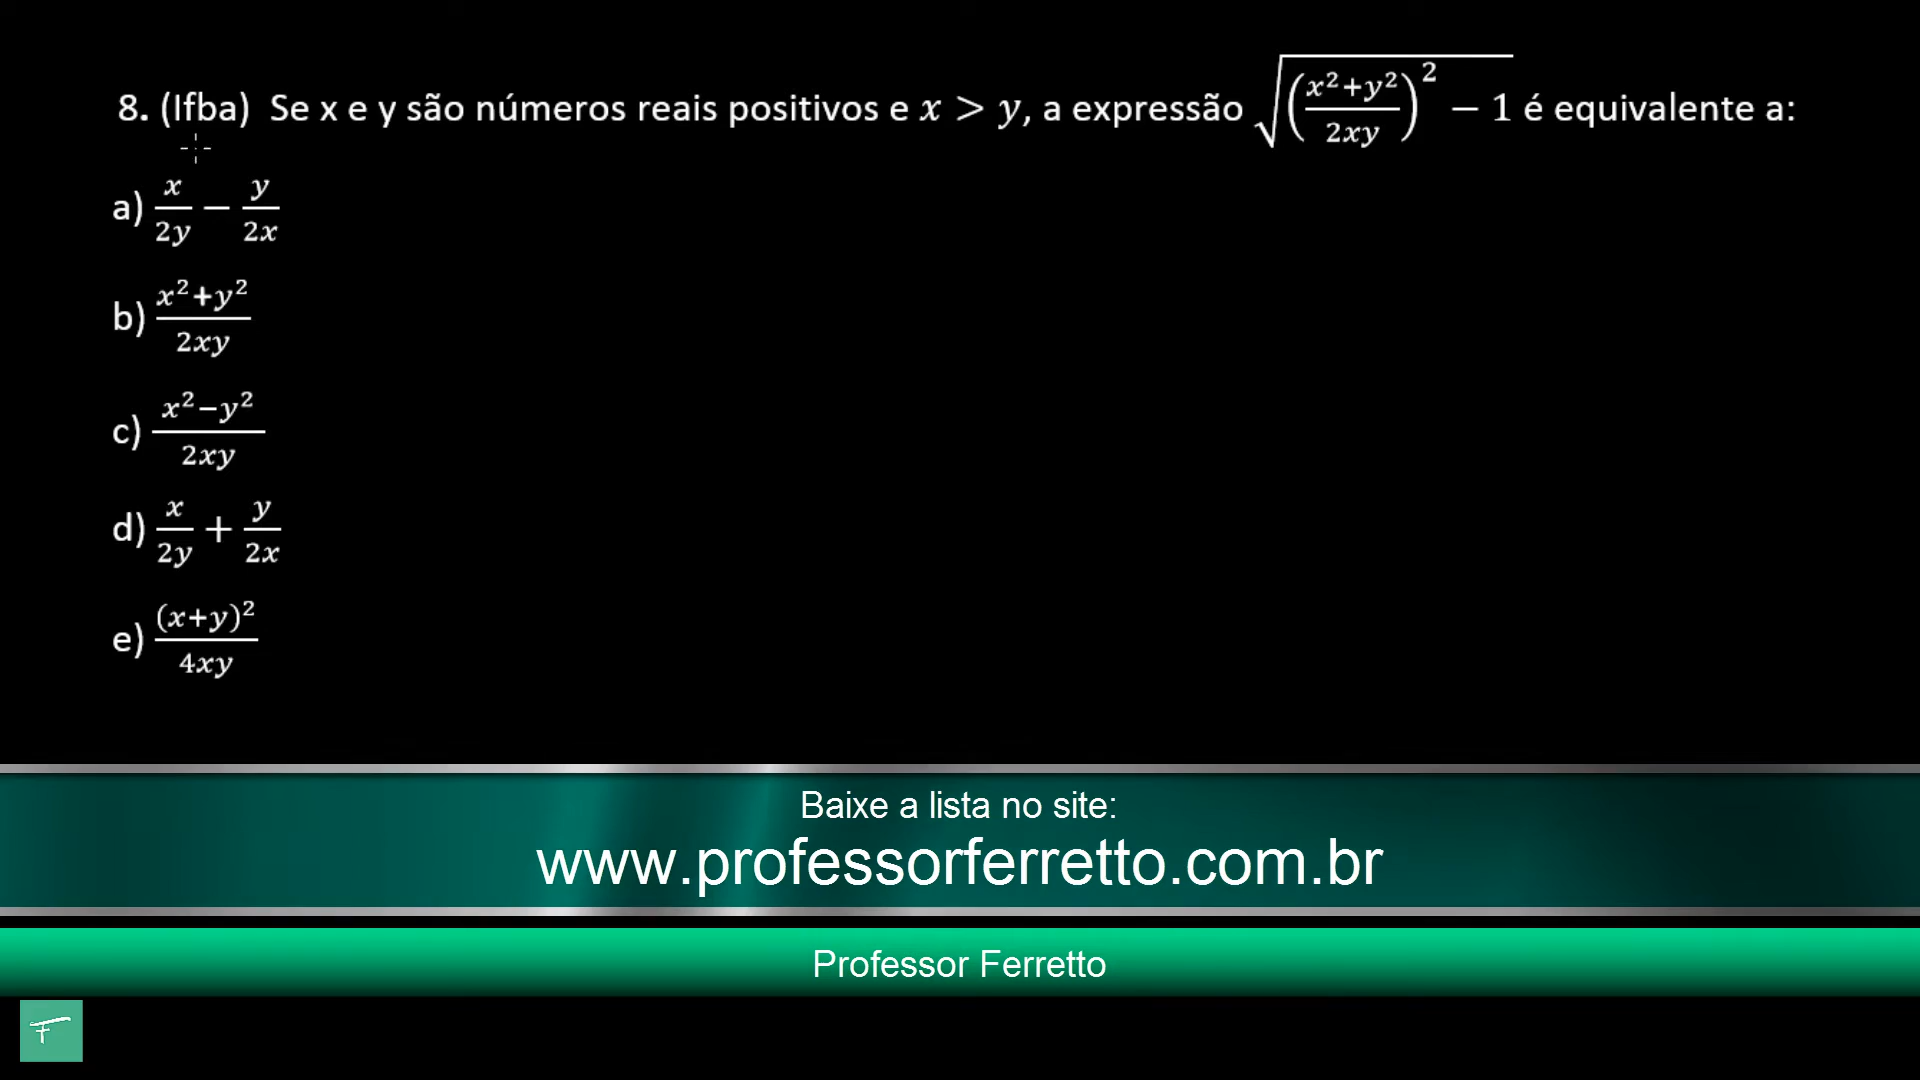 8. (Ifba) Se x e y são números reais positivos e x > y, a expressão √((x²+y²)/(2xy))² − 1 é equivalente a:
a) x/2y − y/2x
b) x²+y²/2xy
c) x²−y²/2xy
d) x/2y + y/2x
e) (x+y)²/4xy
Baixe a lista no site:
www.professorferretto.com.br
Professor Ferretto
F